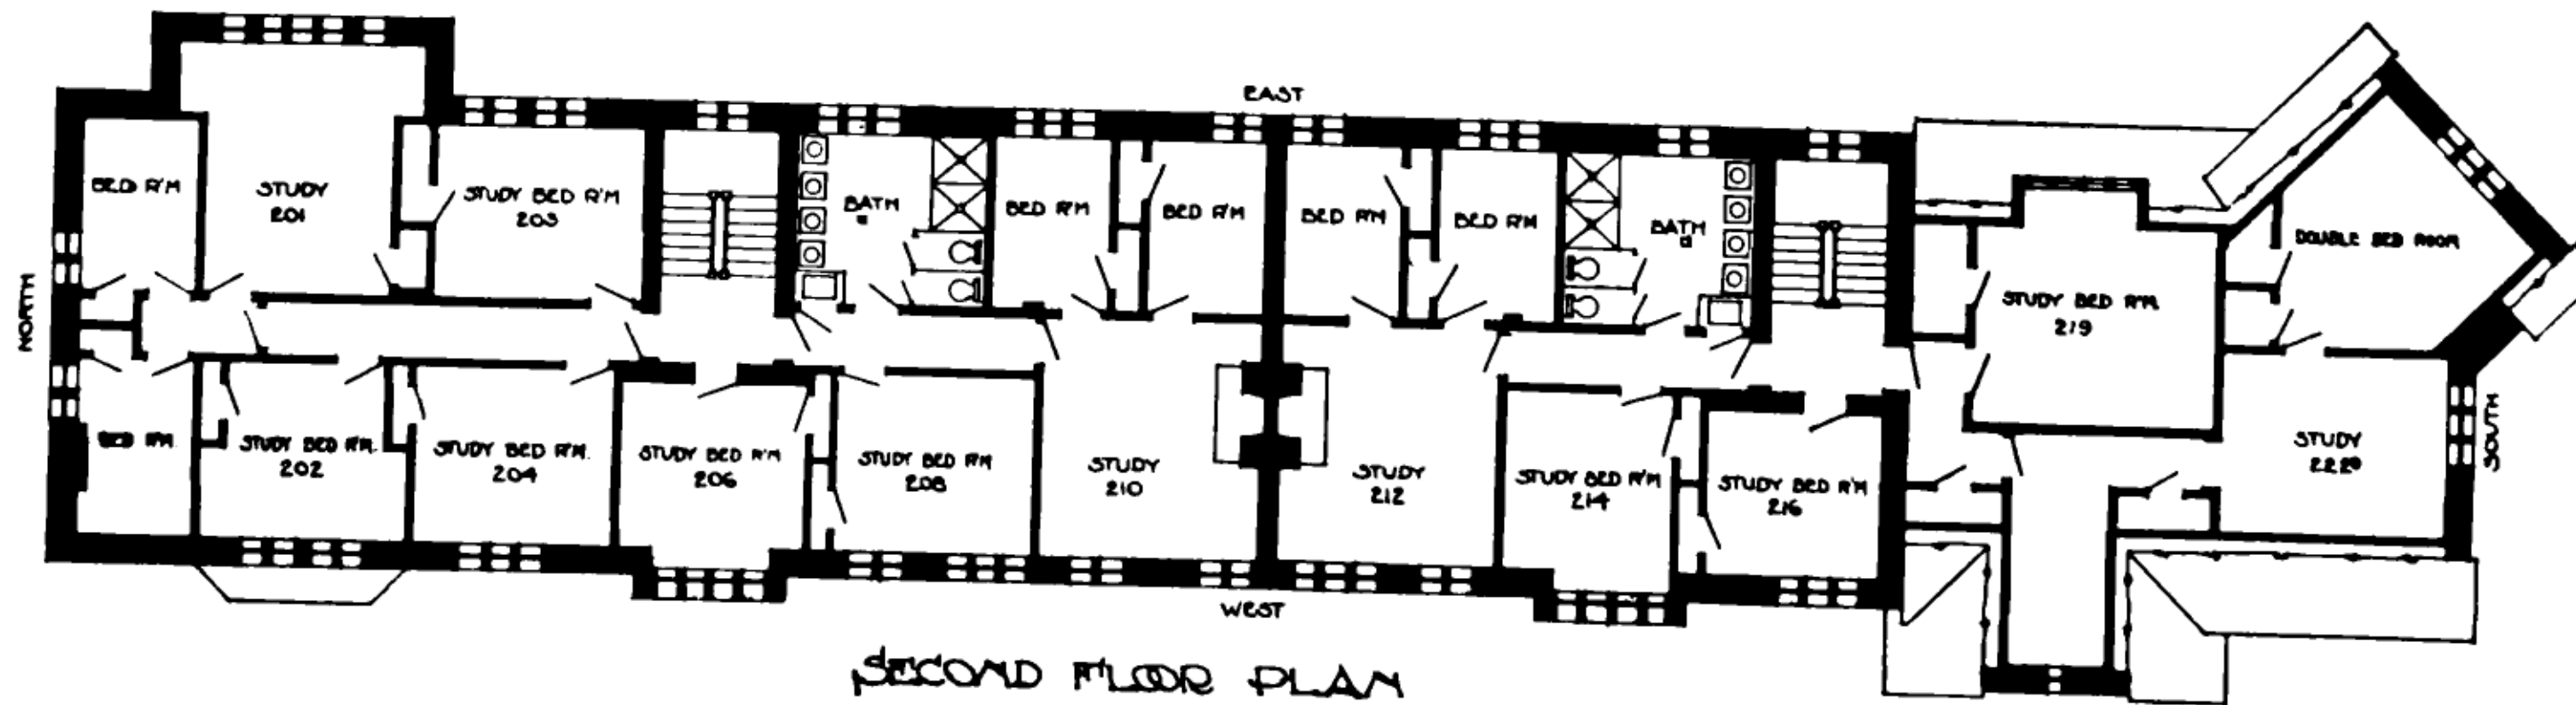 EAST
BED R'M
STUDY
201
STUDY BED R'M
203
BATH
BED R'M
BED R'M
BED R'M
BED R'M
BATH
STUDY BED R'M.
219
DOUBLE BED ROOM
NORTH
BED R'M.
STUDY BED R'M.
202
STUDY BED R'M.
204
STUDY BED R'M
206
STUDY BED R'M
208
STUDY
210
STUDY
212
STUDY BED R'M
214
STUDY BED R'M
216
STUDY
SOUTH
WEST
SECOND FLOOR PLAN